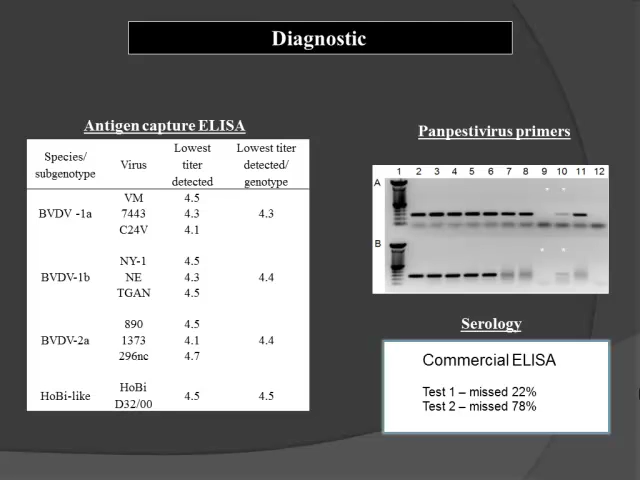 Diagnostic
Antigen capture ELISA
Species/ subgenotype Virus Lowest titer detected Lowest titer detected/ genotype
BVDV -1a VM 4.5 4.3
7443 4.3
C24V 4.1
BVDV-1b NY-1 4.5 4.4
NE 4.3
TGAN 4.5
BVDV-2a 890 4.5 4.4
1373 4.1
296nc 4.7
HoBi-like HoBi D32/00 4.5 4.5
Panpestivirus primers
1 2 3 4 5 6 7 8 9 10 11 12
A
B
Serology
Commercial ELISA
Test 1 – missed 22%
Test 2 – missed 78%